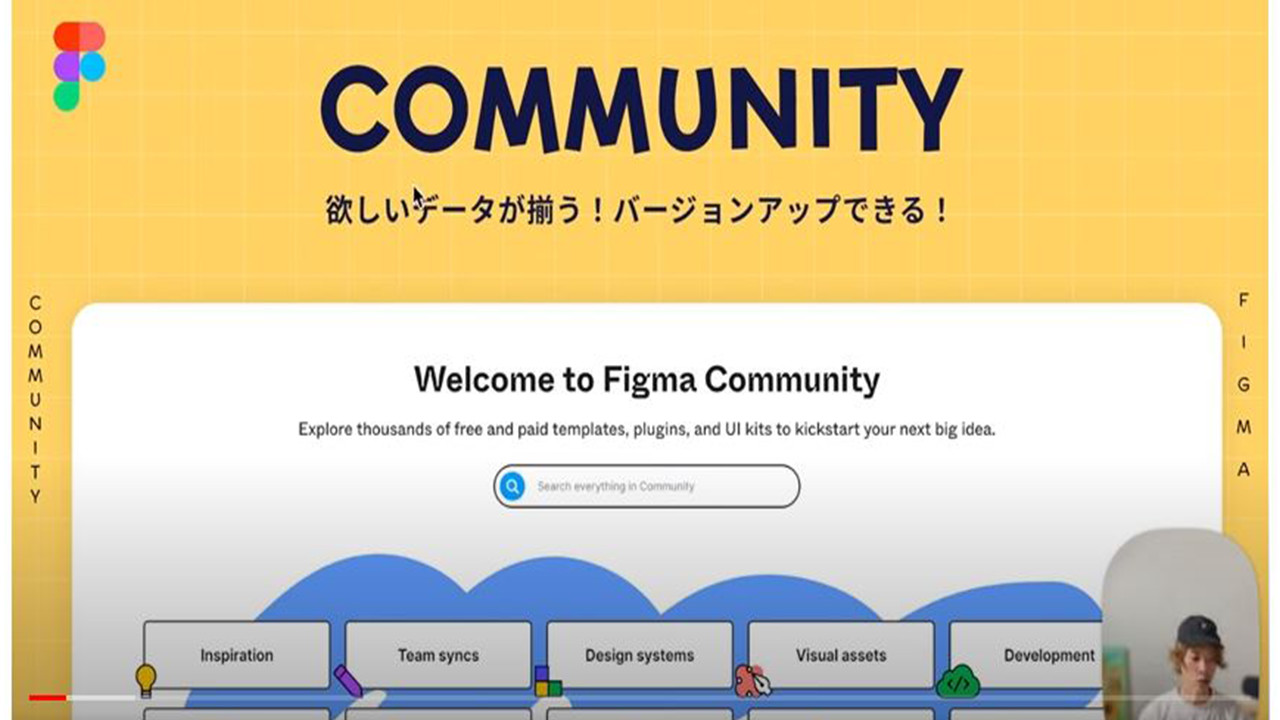 COMMUNITY
欲しいデータが揃う！バージョンアップできる！
COMMUNITY
FIGMA
Welcome to Figma Community
Explore thousands of free and paid templates, plugins, and UI kits to kickstart your next big idea.
Search everything in Community
Inspiration
Team syncs
Design systems
Visual assets
Development